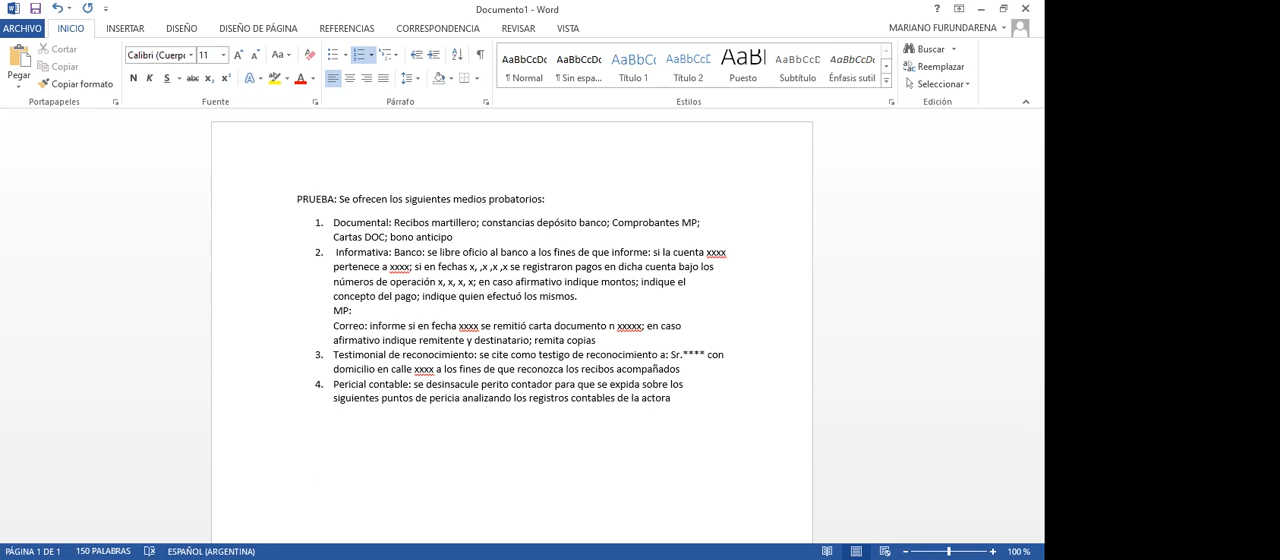 Documento1 - Word
ARCHIVO INICIO INSERTAR DISEÑO DISEÑO DE PÁGINA REFERENCIAS CORRESPONDENCIA REVISAR VISTA MARIANO FURUNDARENA
Pegar
Cortar
Copiar
Copiar formato
Portapapeles
Calibri (Cuerp 11
Fuente
Párrafo
AaBbCcDc AaBbCcDc AaBbC AaBbCcD AaBl AaBbCcD AaBbCcDc
¶ Normal ¶ Sin espa... Título 1 Título 2 Puesto Subtítulo Énfasis sutil
Estilos
Buscar
Reemplazar
Seleccionar
Edición
PRUEBA: Se ofrecen los siguientes medios probatorios:
1. Documental: Recibos martillero; constancias depósito banco; Comprobantes MP;
Cartas DOC; bono anticipo
2. Informativa: Banco: se libre oficio al banco a los fines de que informe: si la cuenta xxxx
pertenece a xxxx; si en fechas x, ,x ,x ,x se registraron pagos en dicha cuenta bajo los
números de operación x, x, x, x; en caso afirmativo indique montos; indique el
concepto del pago; indique quien efectuó los mismos.
MP:
Correo: informe si en fecha xxxx se remitió carta documento n xxxxx; en caso
afirmativo indique remitente y destinatario; remita copias
3. Testimonial de reconocimiento: se cite como testigo de reconocimiento a: Sr.**** con
domicilio en calle xxxx a los fines de que reconozca los recibos acompañados
4. Pericial contable: se desinsacule perito contador para que se expida sobre los
siguientes puntos de pericia analizando los registros contables de la actora
PÁGINA 1 DE 1 150 PALABRAS ESPAÑOL (ARGENTINA) 100 %